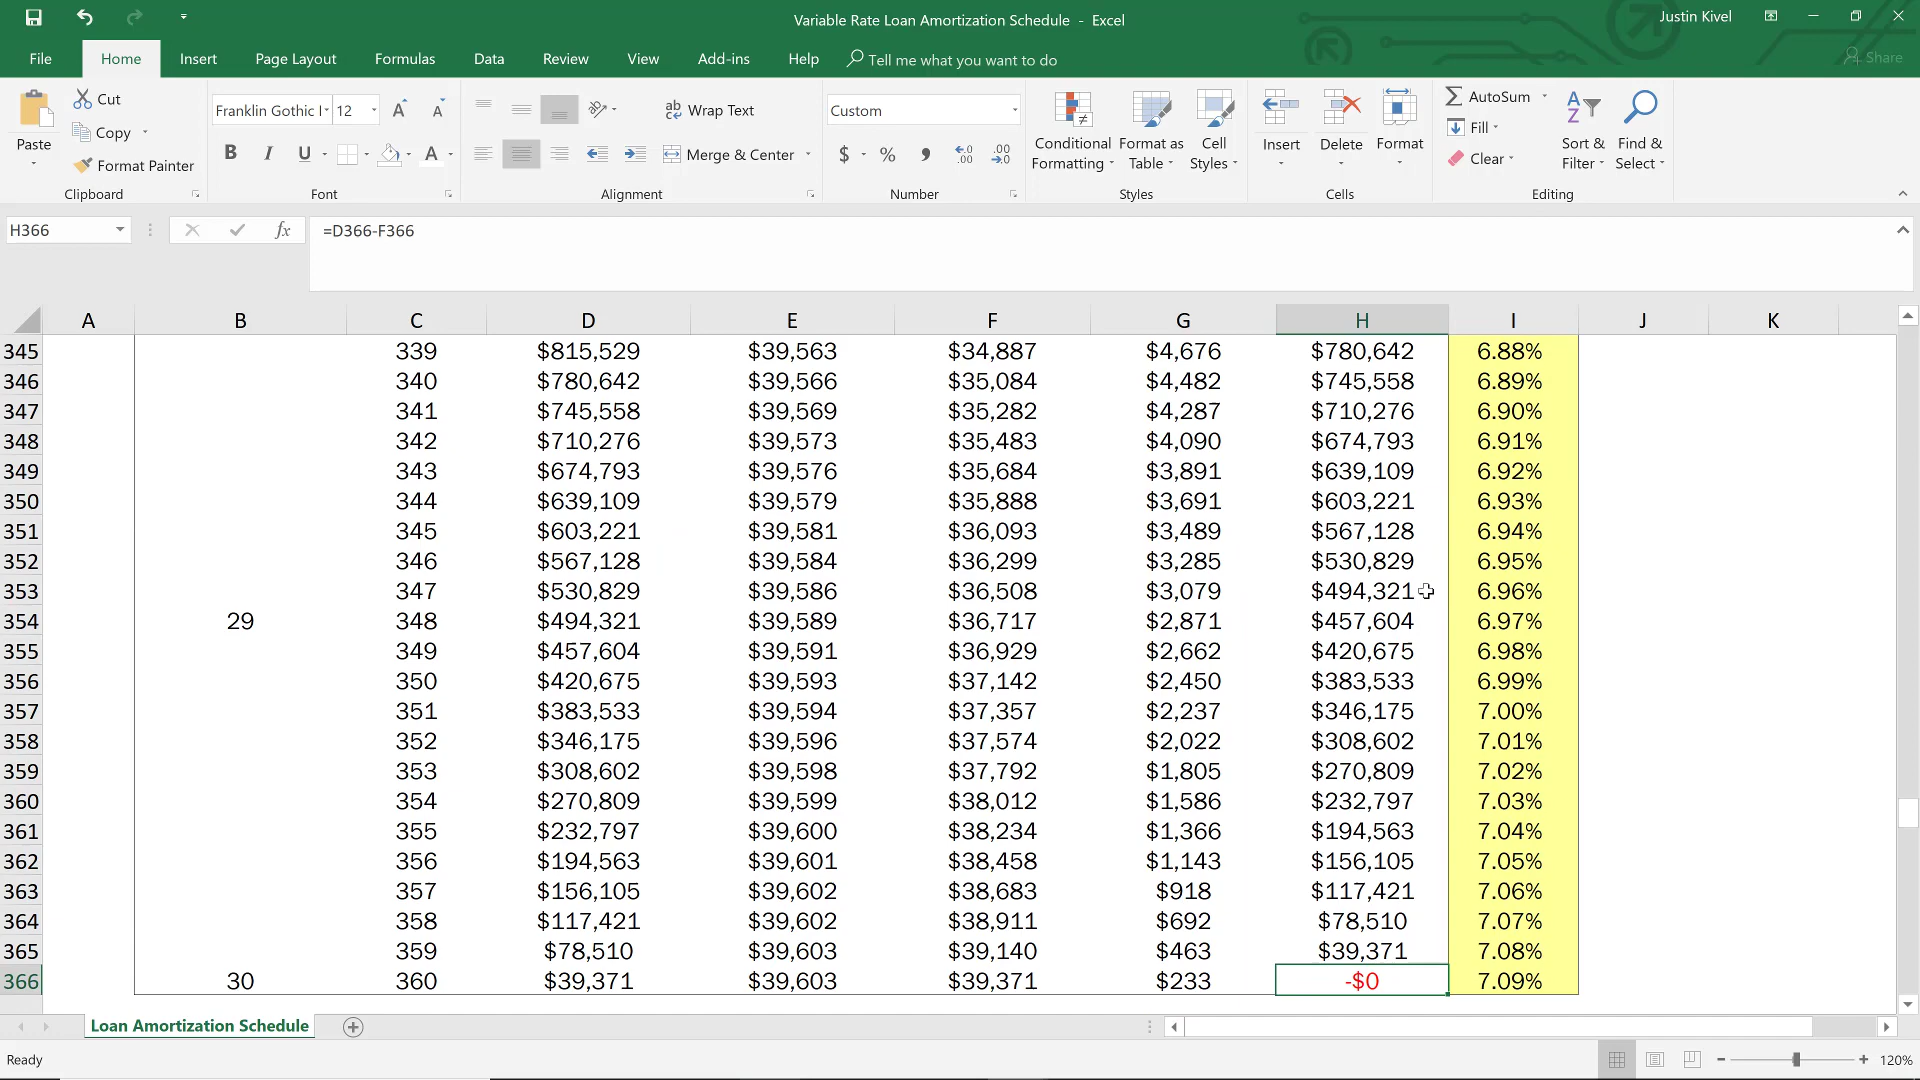 Variable Rate Loan Amortization Schedule - Excel
Justin Kivel
File Home Insert Page Layout Formulas Data Review View Add-ins Help Tell me what you want to do Share
Paste
Cut
Copy
Format Painter
Clipboard
Franklin Gothic I 12 A A
B I U A
Font
ab Wrap Text
Merge & Center
Alignment
Custom
$ % , .00 .00
Number
Conditional Formatting
Format as Table
Cell Styles
Styles
Insert Delete Format
Cells
AutoSum
Fill
Clear
Sort & Filter
Find & Select
Editing
H366 fx =D366-F366
A B C D E F G H I J K
345 339 $815,529 $39,563 $34,887 $4,676 $780,642 6.88%
346 340 $780,642 $39,566 $35,084 $4,482 $745,558 6.89%
347 341 $745,558 $39,569 $35,282 $4,287 $710,276 6.90%
348 342 $710,276 $39,573 $35,483 $4,090 $674,793 6.91%
349 343 $674,793 $39,576 $35,684 $3,891 $639,109 6.92%
350 344 $639,109 $39,579 $35,888 $3,691 $603,221 6.93%
351 345 $603,221 $39,581 $36,093 $3,489 $567,128 6.94%
352 346 $567,128 $39,584 $36,299 $3,285 $530,829 6.95%
353 347 $530,829 $39,586 $36,508 $3,079 $494,321 6.96%
354 29 348 $494,321 $39,589 $36,717 $2,871 $457,604 6.97%
355 349 $457,604 $39,591 $36,929 $2,662 $420,675 6.98%
356 350 $420,675 $39,593 $37,142 $2,450 $383,533 6.99%
357 351 $383,533 $39,594 $37,357 $2,237 $346,175 7.00%
358 352 $346,175 $39,596 $37,574 $2,022 $308,602 7.01%
359 353 $308,602 $39,598 $37,792 $1,805 $270,809 7.02%
360 354 $270,809 $39,599 $38,012 $1,586 $232,797 7.03%
361 355 $232,797 $39,600 $38,234 $1,366 $194,563 7.04%
362 356 $194,563 $39,601 $38,458 $1,143 $156,105 7.05%
363 357 $156,105 $39,602 $38,683 $918 $117,421 7.06%
364 358 $117,421 $39,602 $38,911 $692 $78,510 7.07%
365 359 $78,510 $39,603 $39,140 $463 $39,371 7.08%
366 30 360 $39,371 $39,603 $39,371 $233 -$0 7.09%
Loan Amortization Schedule
Ready
120%